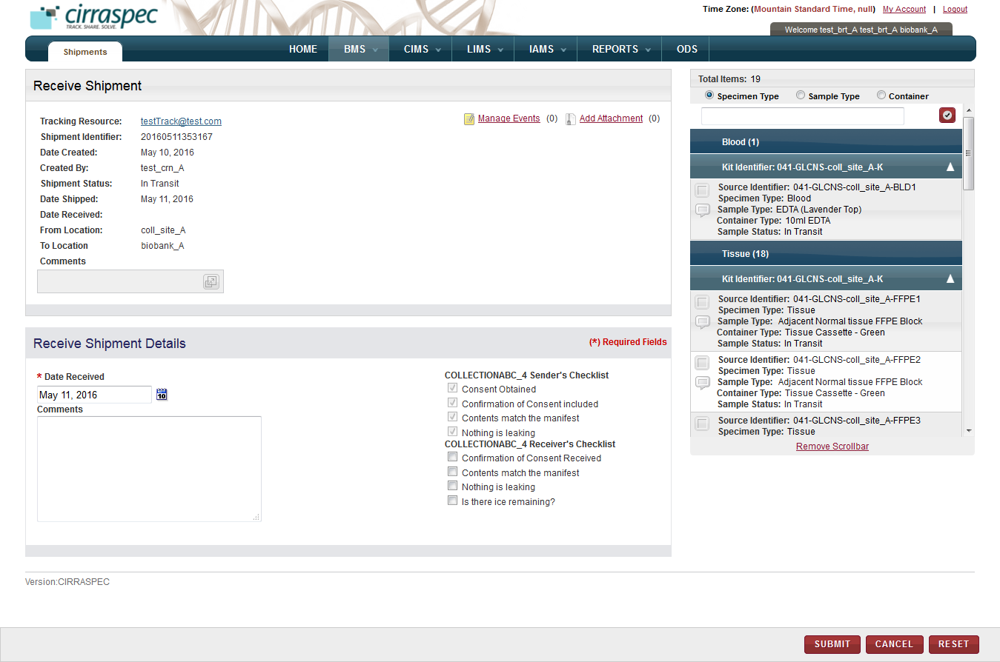 cirraspec
TRACK. SHARE. SOLVE.
Time Zone: (Mountain Standard Time, null) My Account | Logout
Welcome test_brt_A test_brt_A biobank_A
Shipments
HOME BMS CIMS LIMS IAMS REPORTS ODS
Receive Shipment
Manage Events (0) Add Attachment (0)
Tracking Resource: testTrack@test.com
Shipment Identifier: 20160511353167
Date Created: May 10, 2016
Created By: test_crn_A
Shipment Status: In Transit
Date Shipped: May 11, 2016
Date Received:
From Location: coll_site_A
To Location biobank_A
Comments
Receive Shipment Details
(*) Required Fields
* Date Received
May 11, 2016
10
Comments
COLLECTIONABC_4 Sender's Checklist
Consent Obtained
Confirmation of Consent included
Contents match the manifest
Nothing is leaking
COLLECTIONABC_4 Receiver's Checklist
Confirmation of Consent Received
Contents match the manifest
Nothing is leaking
Is there ice remaining?
Total Items: 19
Specimen Type Sample Type Container
Blood (1)
Kit Identifier: 041-GLCNS-coll_site_A-K
Source Identifier: 041-GLCNS-coll_site_A-BLD1
Specimen Type: Blood
Sample Type: EDTA (Lavender Top)
Container Type: 10ml EDTA
Sample Status: In Transit
Tissue (18)
Kit Identifier: 041-GLCNS-coll_site_A-K
Source Identifier: 041-GLCNS-coll_site_A-FFPE1
Specimen Type: Tissue
Sample Type: Adjacent Normal tissue FFPE Block
Container Type: Tissue Cassette - Green
Sample Status: In Transit
Source Identifier: 041-GLCNS-coll_site_A-FFPE2
Specimen Type: Tissue
Sample Type: Adjacent Normal tissue FFPE Block
Container Type: Tissue Cassette - Green
Sample Status: In Transit
Source Identifier: 041-GLCNS-coll_site_A-FFPE3
Specimen Type: Tissue
Remove Scrollbar
Version:CIRRASPEC
SUBMIT CANCEL RESET